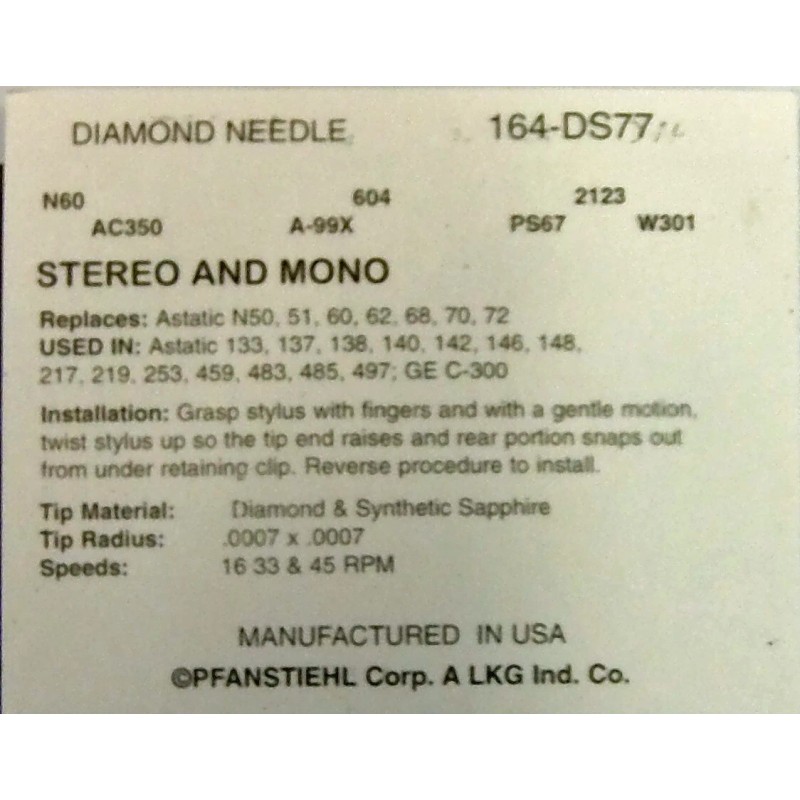 DIAMOND NEEDLE 164-DS77
N60 604 2123
AC350 A-99X PS67 W301
STEREO AND MONO
Replaces: Astatic N50, 51, 60, 62, 68, 70, 72
USED IN: Astatic 133, 137, 138, 140, 142, 146, 148,
217, 219, 253, 459, 483, 485, 497; GE C-300
Installation: Grasp stylus with fingers and with a gentle motion,
twist stylus up so the tip end raises and rear portion snaps out
from under retaining clip. Reverse procedure to install.
Tip Material: Diamond & Synthetic Sapphire
Tip Radius: .0007 x .0007
Speeds: 16 33 & 45 RPM
MANUFACTURED IN USA
©PFANSTIEHL Corp. A LKG Ind. Co.